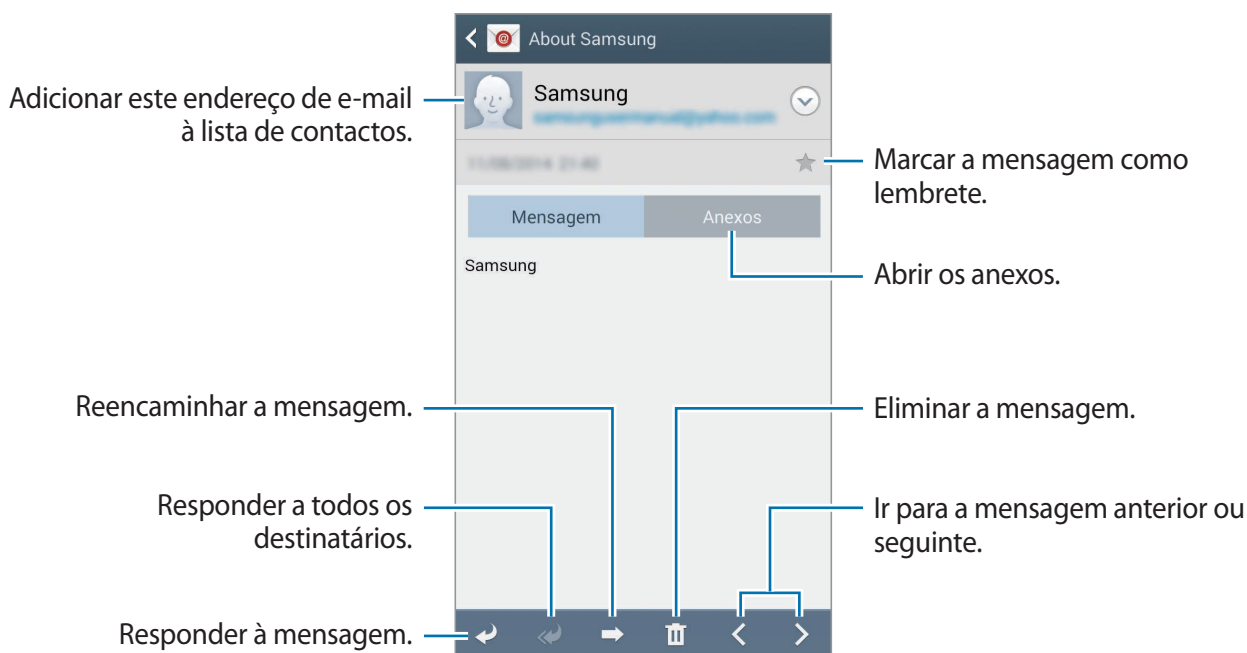 About Samsung
Adicionar este endereço de e-mail
à lista de contactos.
Samsung
Marcar a mensagem como
lembrete.
Mensagem
Anexos
Samsung
Abrir os anexos.
Reencaminhar a mensagem.
Eliminar a mensagem.
Responder a todos os
destinatários.
Ir para a mensagem anterior ou
seguinte.
Responder à mensagem.